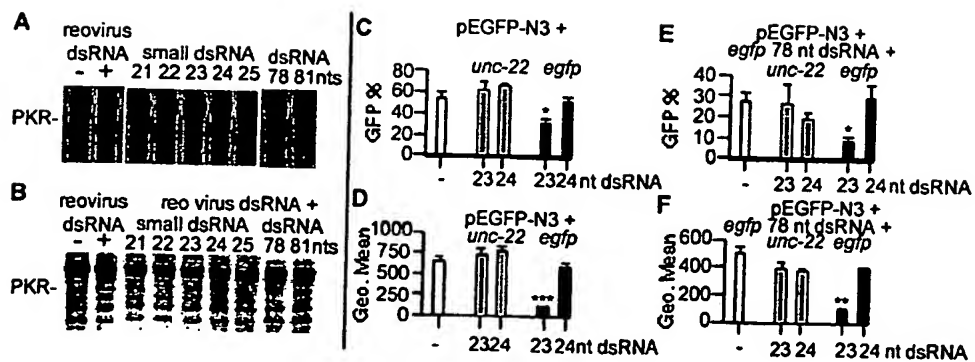 A
reovirus
dsRNA small dsRNA dsRNA
- + 21 22 23 24 25 78 81nts
PKR-
B
reovirus reo virus dsRNA +
dsRNA small dsRNA dsRNA
- + 21 22 23 24 25 78 81nts
PKR-
C
pEGFP-N3 +
unc-22 egfp
GFP %
80
60
40
20
0
*
- 23 24 23 24 nt dsRNA
D
pEGFP-N3 +
unc-22 egfp
Geo. Mean
1000
750
500
250
0
***
- 23 24 23 24 nt dsRNA
E
pEGFP-N3 +
egfp 78 nt dsRNA +
unc-22 egfp
GFP %
40
30
20
10
0
*
- 23 24 23 24 nt dsRNA
F
pEGFP-N3 +
egfp 78 nt dsRNA +
unc-22 egfp
Geo. Mean
600
400
200
0
**
- 23 24 23 24 nt dsRNA